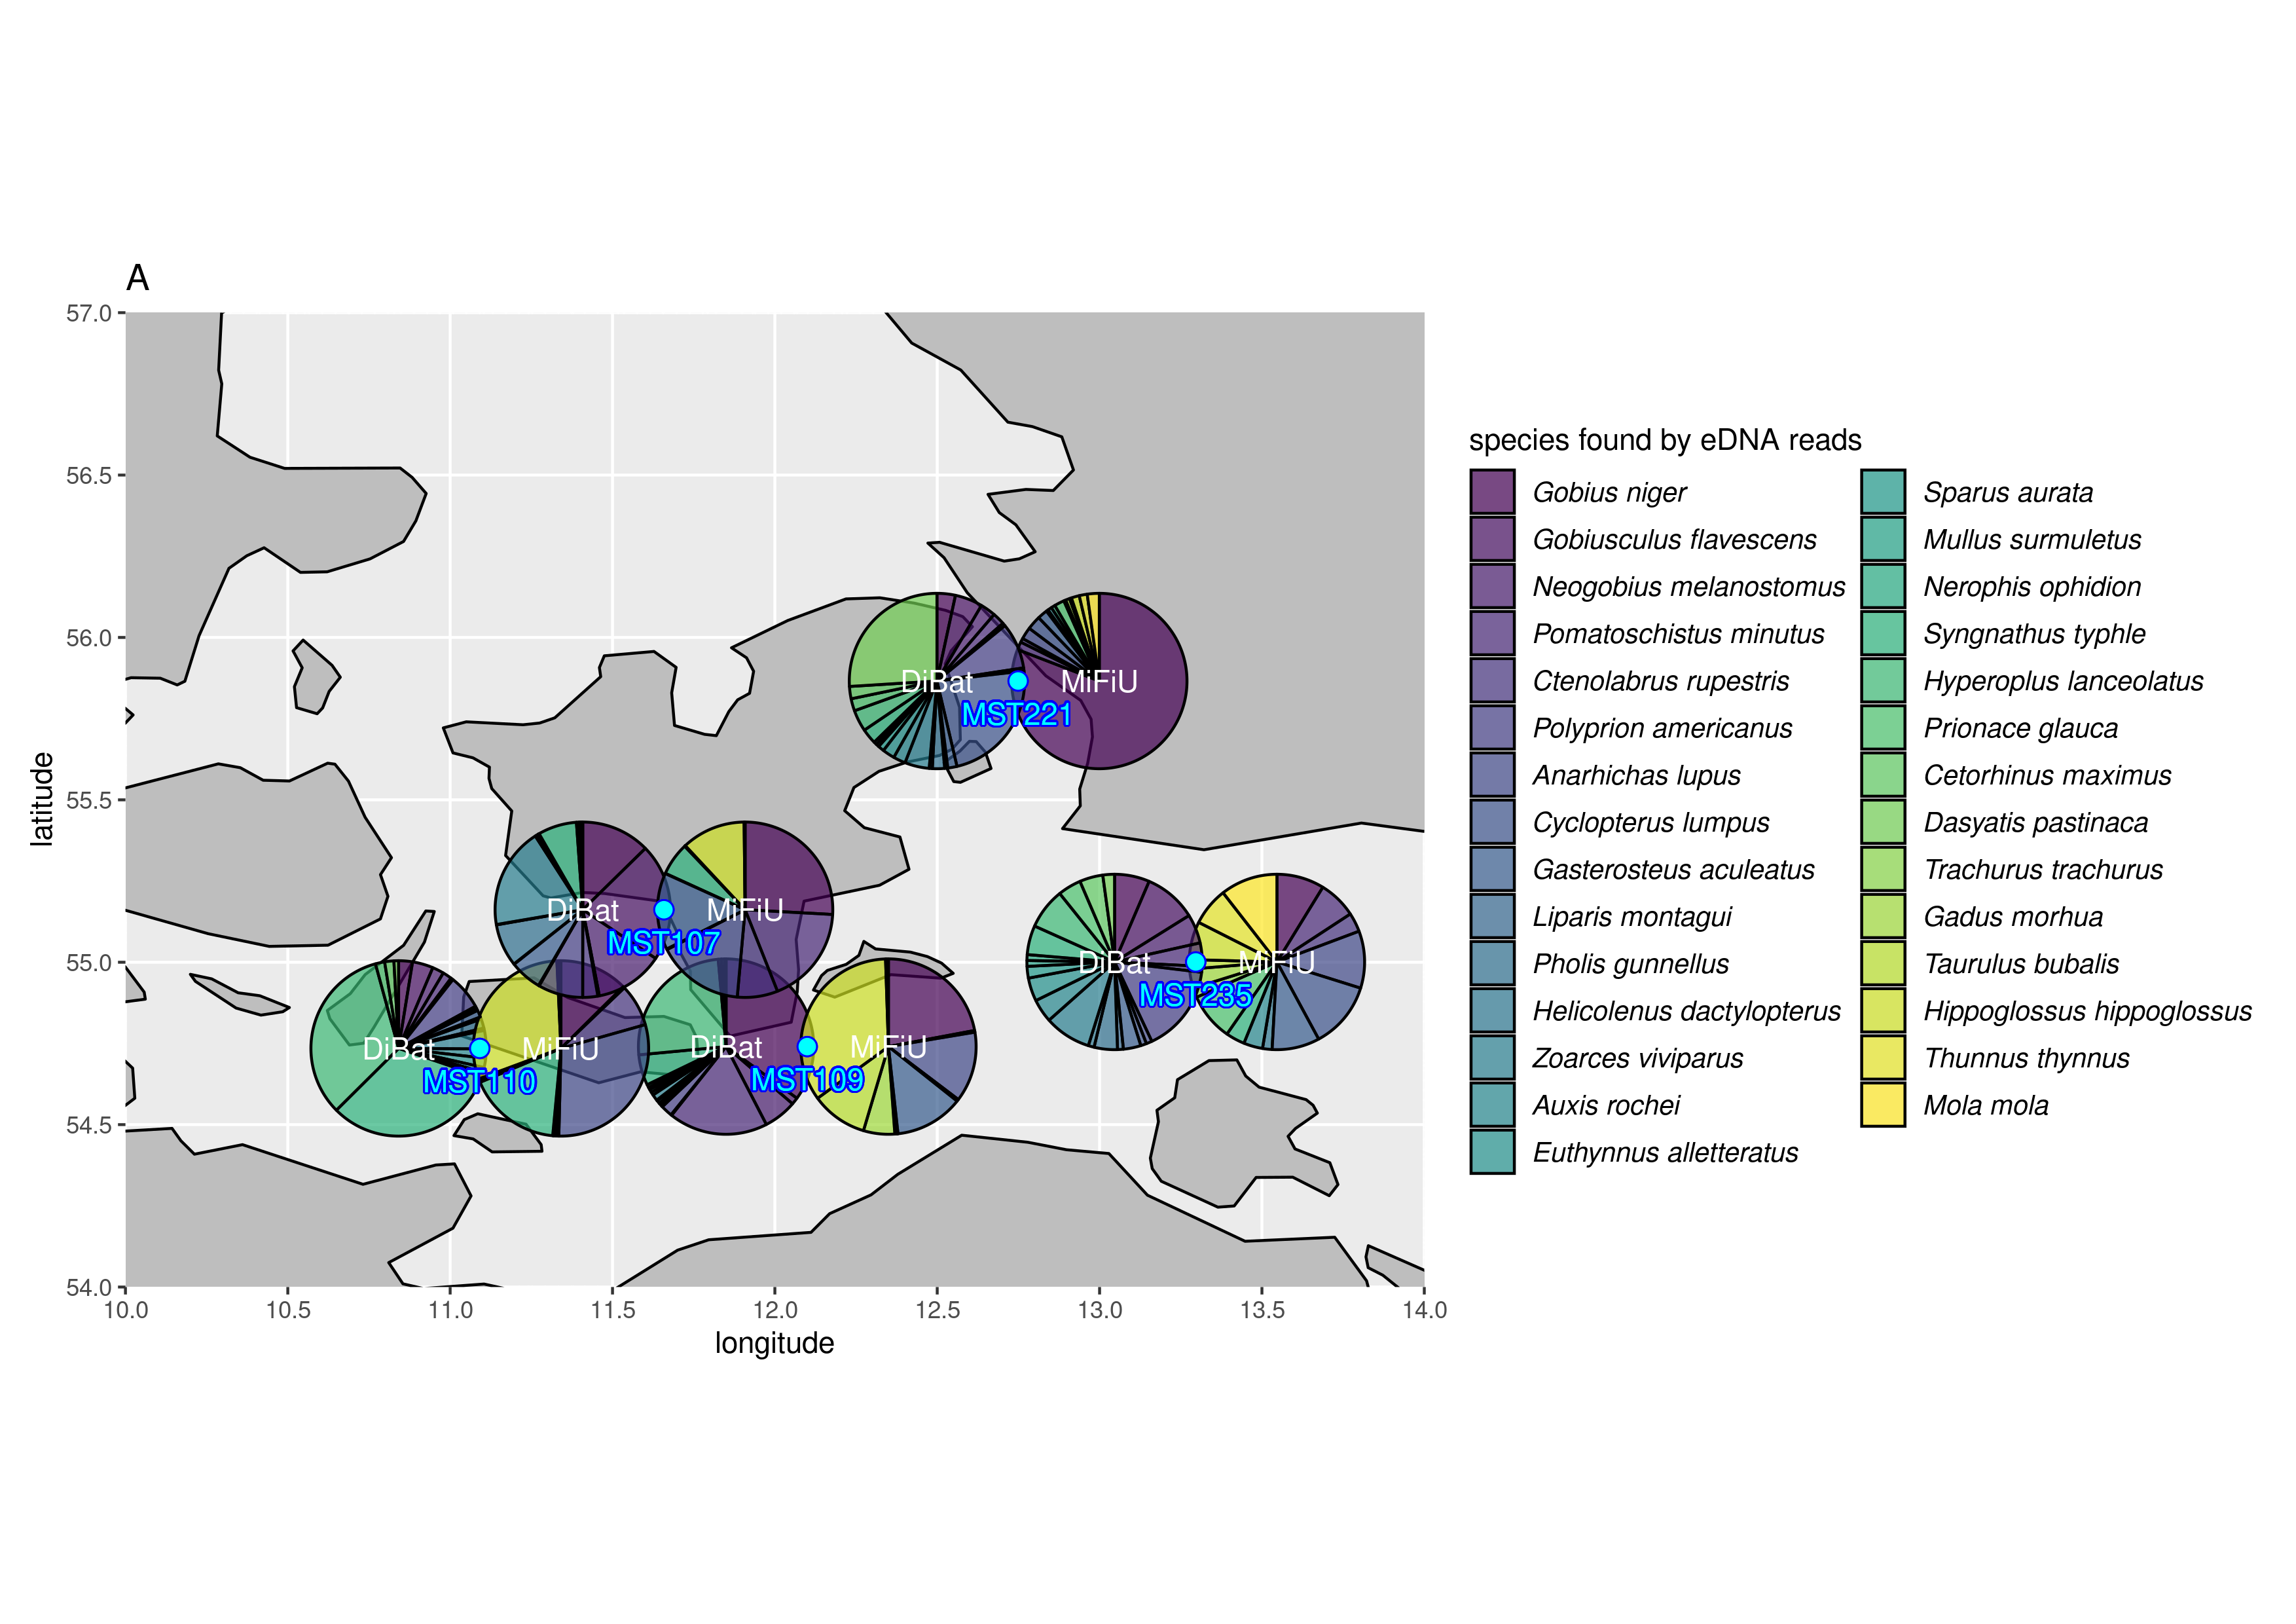 A
57.0
56.5
56.0
55.5
55.0
54.5
54.0
10.0 10.5 11.0 11.5 12.0 12.5 13.0 13.5 14.0
longitude
latitude
DiBat MiFiU
MST221
DiBat MiFiU
MST107
DiBat MiFiU
MST235
DiBat MiFiU
MST110
DiBat MiFiU
MST109
species found by eDNA reads
Gobius niger
Gobiusculus flavescens
Neogobius melanostomus
Pomatoschistus minutus
Ctenolabrus rupestris
Polyprion americanus
Anarhichas lupus
Cyclopterus lumpus
Gasterosteus aculeatus
Liparis montagui
Pholis gunnellus
Helicolenus dactylopterus
Zoarces viviparus
Auxis rochei
Euthynnus alletteratus
Sparus aurata
Mullus surmuletus
Nerophis ophidion
Syngnathus typhle
Hyperoplus lanceolatus
Prionace glauca
Cetorhinus maximus
Dasyatis pastinaca
Trachurus trachurus
Gadus morhua
Taurulus bubalis
Hippoglossus hippoglossus
Thunnus thynnus
Mola mola